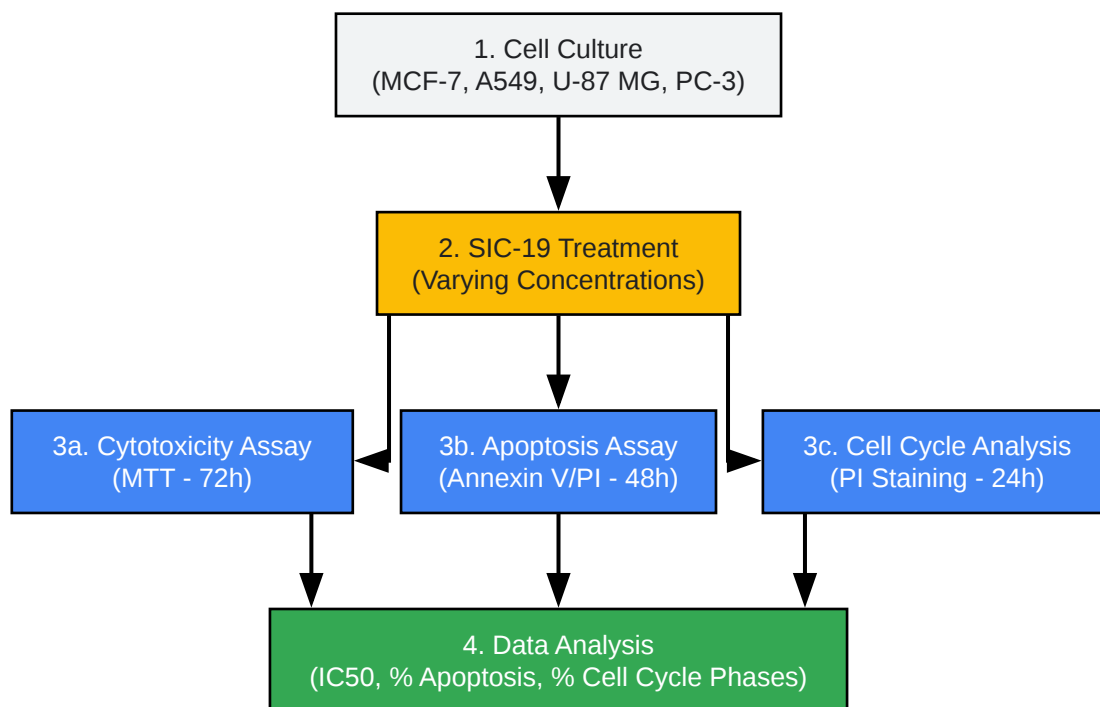 1. Cell Culture
(MCF-7, A549, U-87 MG, PC-3)
2. SIC-19 Treatment
(Varying Concentrations)
3a. Cytotoxicity Assay
(MTT - 72h)
3b. Apoptosis Assay
(Annexin V/PI - 48h)
3c. Cell Cycle Analysis
(PI Staining - 24h)
4. Data Analysis
(IC50, % Apoptosis, % Cell Cycle Phases)